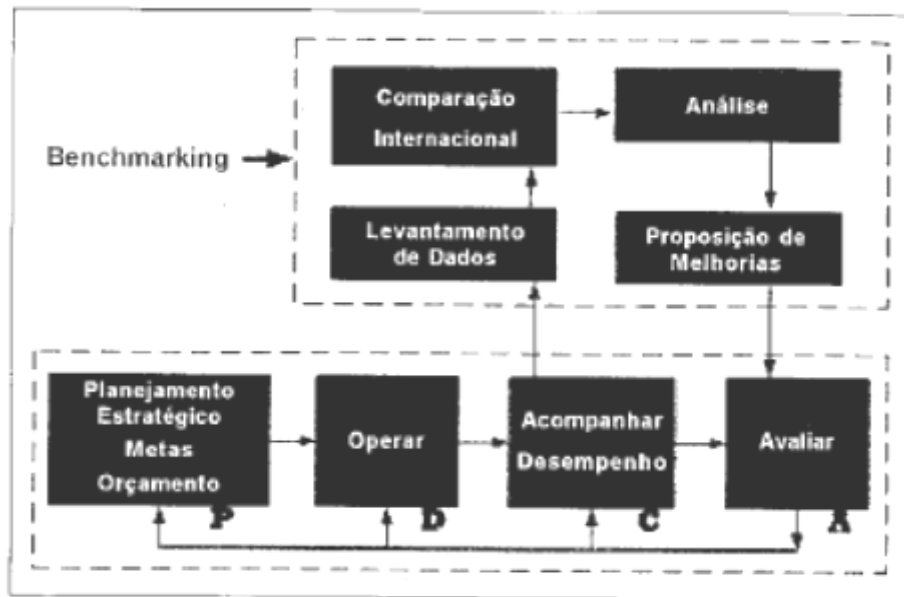 Comparação
Internacional
Análise
Benchmarking
Levantamento
de Dados
Proposição de
Melhorias
Planejamento
Estratégico
Metas
Orçamento
P
Operar
D
Acompanhar
Desempenho
C
Avaliar
A